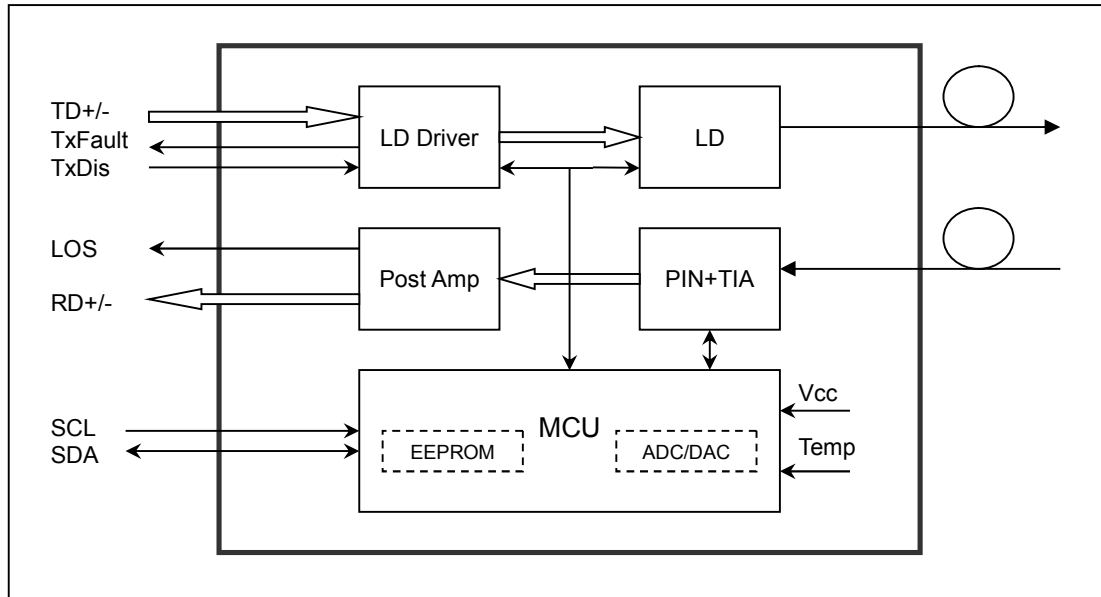 TD+/-
TxFault
TxDis
LD Driver
LD
LOS
RD+/-
Post Amp
PIN+TIA
SCL
SDA
MCU
EEPROM
ADC/DAC
Vcc
Temp